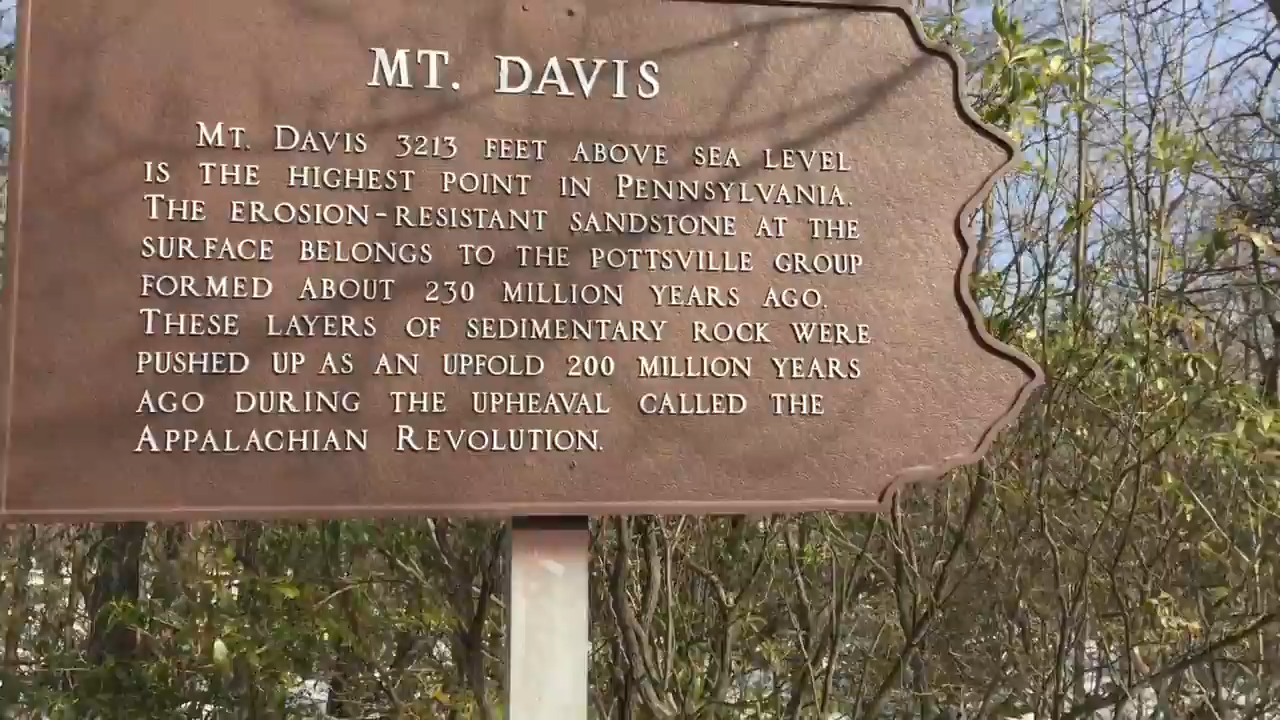 MT. DAVIS
MT. DAVIS 3213 FEET ABOVE SEA LEVEL
IS THE HIGHEST POINT IN PENNSYLVANIA.
THE EROSION-RESISTANT SANDSTONE AT THE
SURFACE BELONGS TO THE POTTSVILLE GROUP
FORMED ABOUT 230 MILLION YEARS AGO.
THESE LAYERS OF SEDIMENTARY ROCK WERE
PUSHED UP AS AN UPFOLD 200 MILLION YEARS
AGO DURING THE UPHEAVAL CALLED THE
APPALACHIAN REVOLUTION.